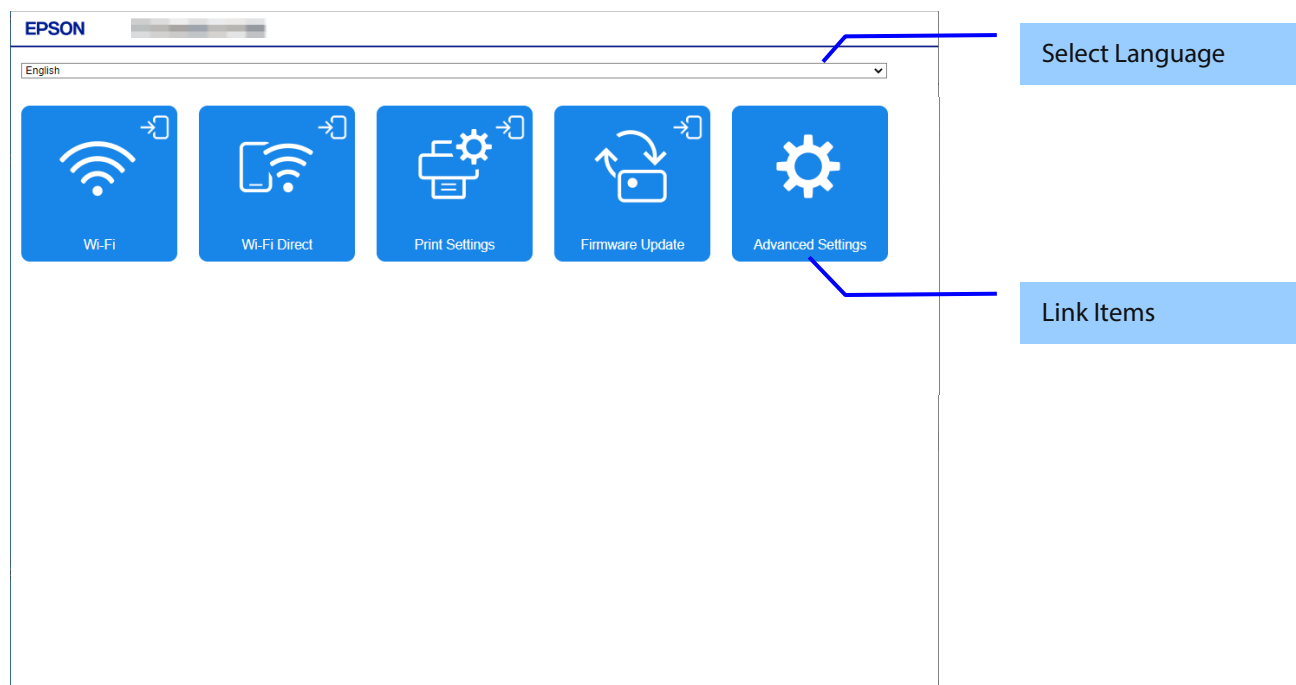 EPSON
Select Language
English
Wi-Fi
Wi-Fi Direct
Print Settings
Firmware Update
Advanced Settings
Link Items